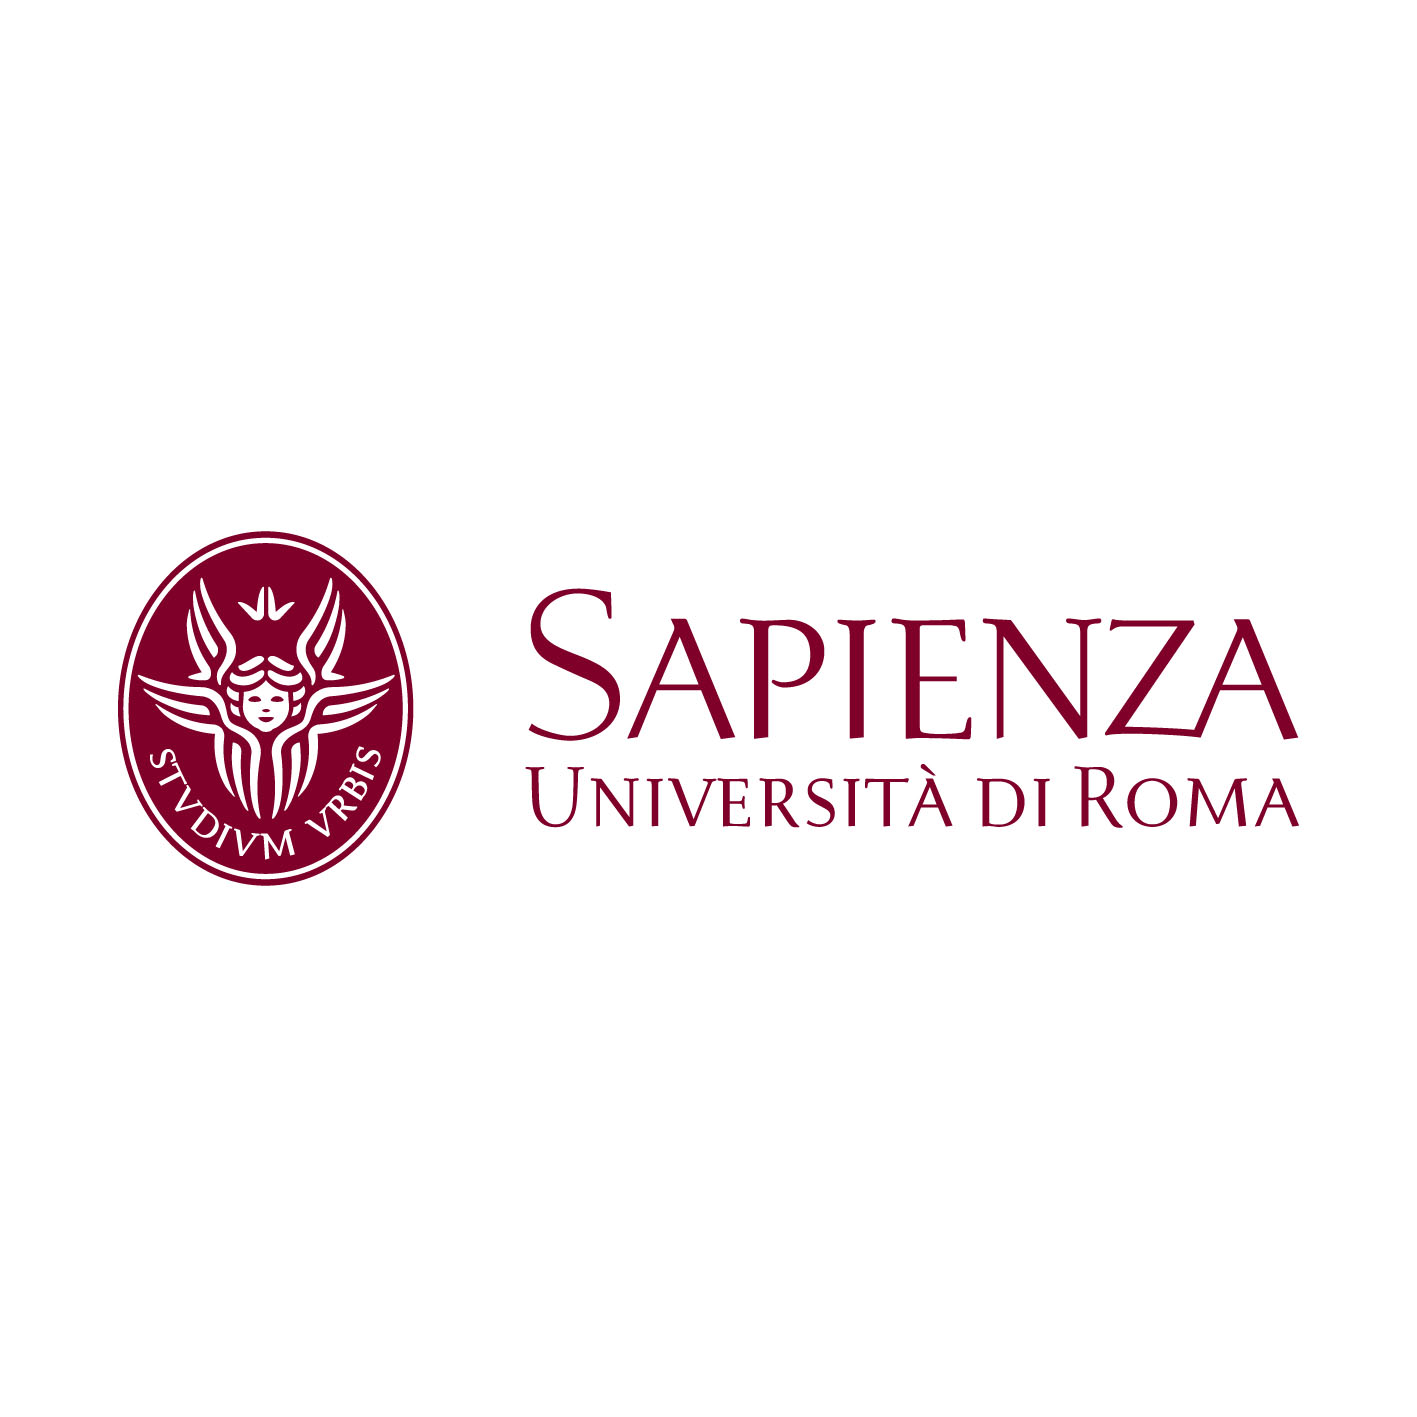 STVDIVM VRBIS
SAPIENZA
UNIVERSITÀ DI ROMA